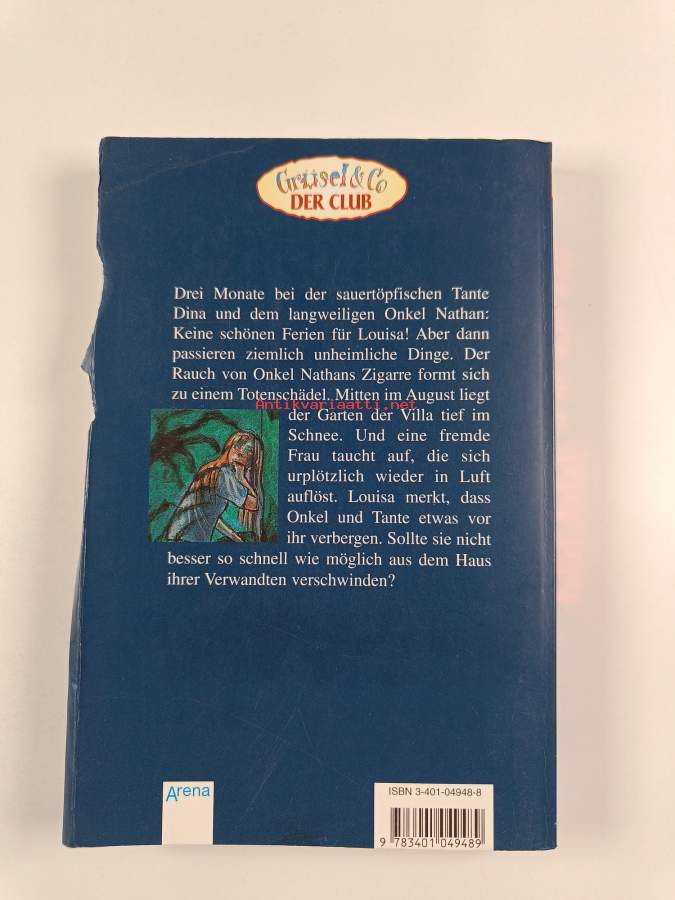 Grusel & Co
DER CLUB
Drei Monate bei der sauertöpfischen Tante
Dina und dem langweiligen Onkel Nathan:
Keine schönen Ferien für Louisa! Aber dann
passieren ziemlich unheimliche Dinge. Der
Rauch von Onkel Nathans Zigarre formt sich
zu einem Totenschädel. Mitten im August liegt
Antikvariaatti.net
der Garten der Villa tief im
Schnee. Und eine fremde
Frau taucht auf, die sich
urplötzlich wieder in Luft
auflöst. Louisa merkt, dass
Onkel und Tante etwas vor
ihr verbergen. Sollte sie nicht
besser so schnell wie möglich aus dem Haus
ihrer Verwandten verschwinden?
Arena
ISBN 3-401-04948-8
9 783401 049489